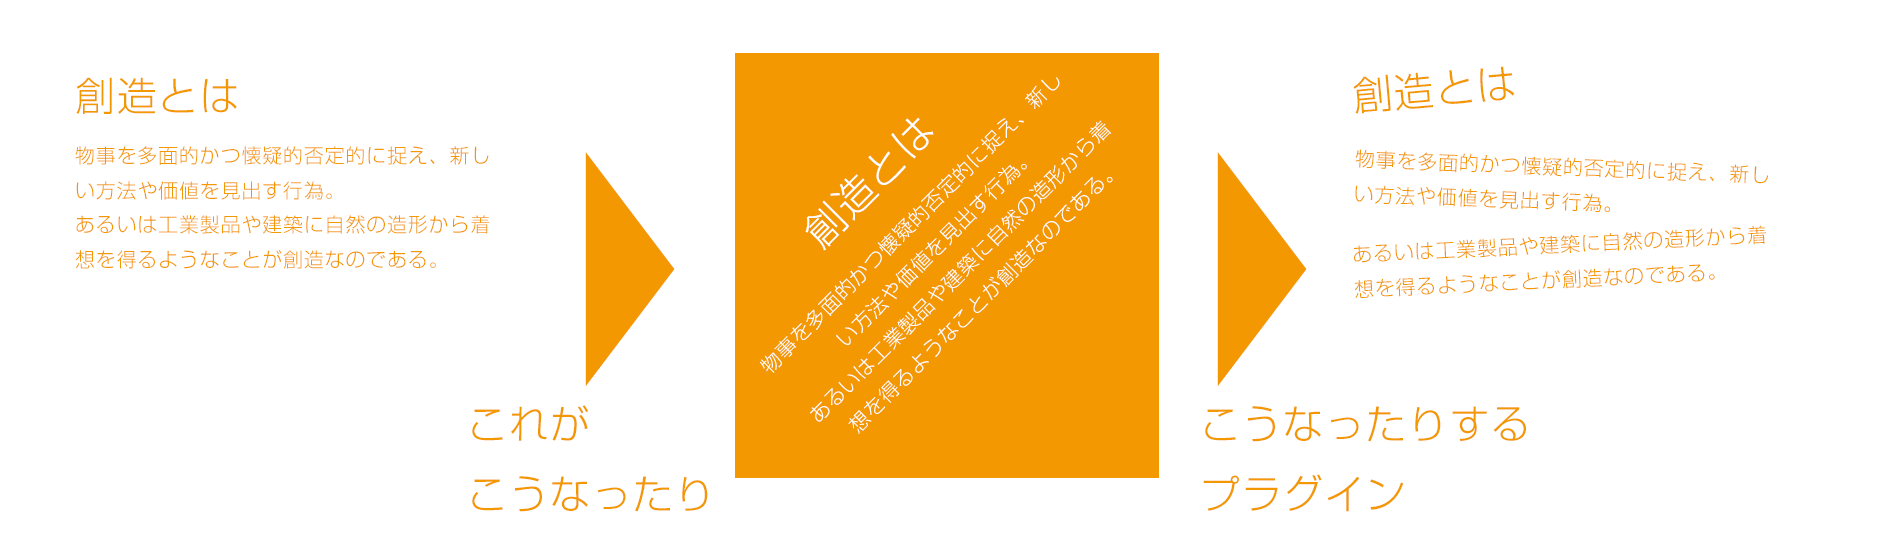 創造とは
物事を多面的かつ懐疑的否定的に捉え、新し
い方法や価値を見出す行為。
あるいは工業製品や建築に自然の造形から着
想を得るようなことが創造なのである。
これが
こうなったり
創造とは
物事を多面的かつ懐疑的否定的に捉え、新し
い方法や価値を見出す行為。
あるいは工業製品や建築に自然の造形から着
想を得るようなことが創造なのである。
創造とは
物事を多面的かつ懐疑的否定的に捉え、新し
い方法や価値を見出す行為。
あるいは工業製品や建築に自然の造形から着
想を得るようなことが創造なのである。
こうなったりする
プラグイン